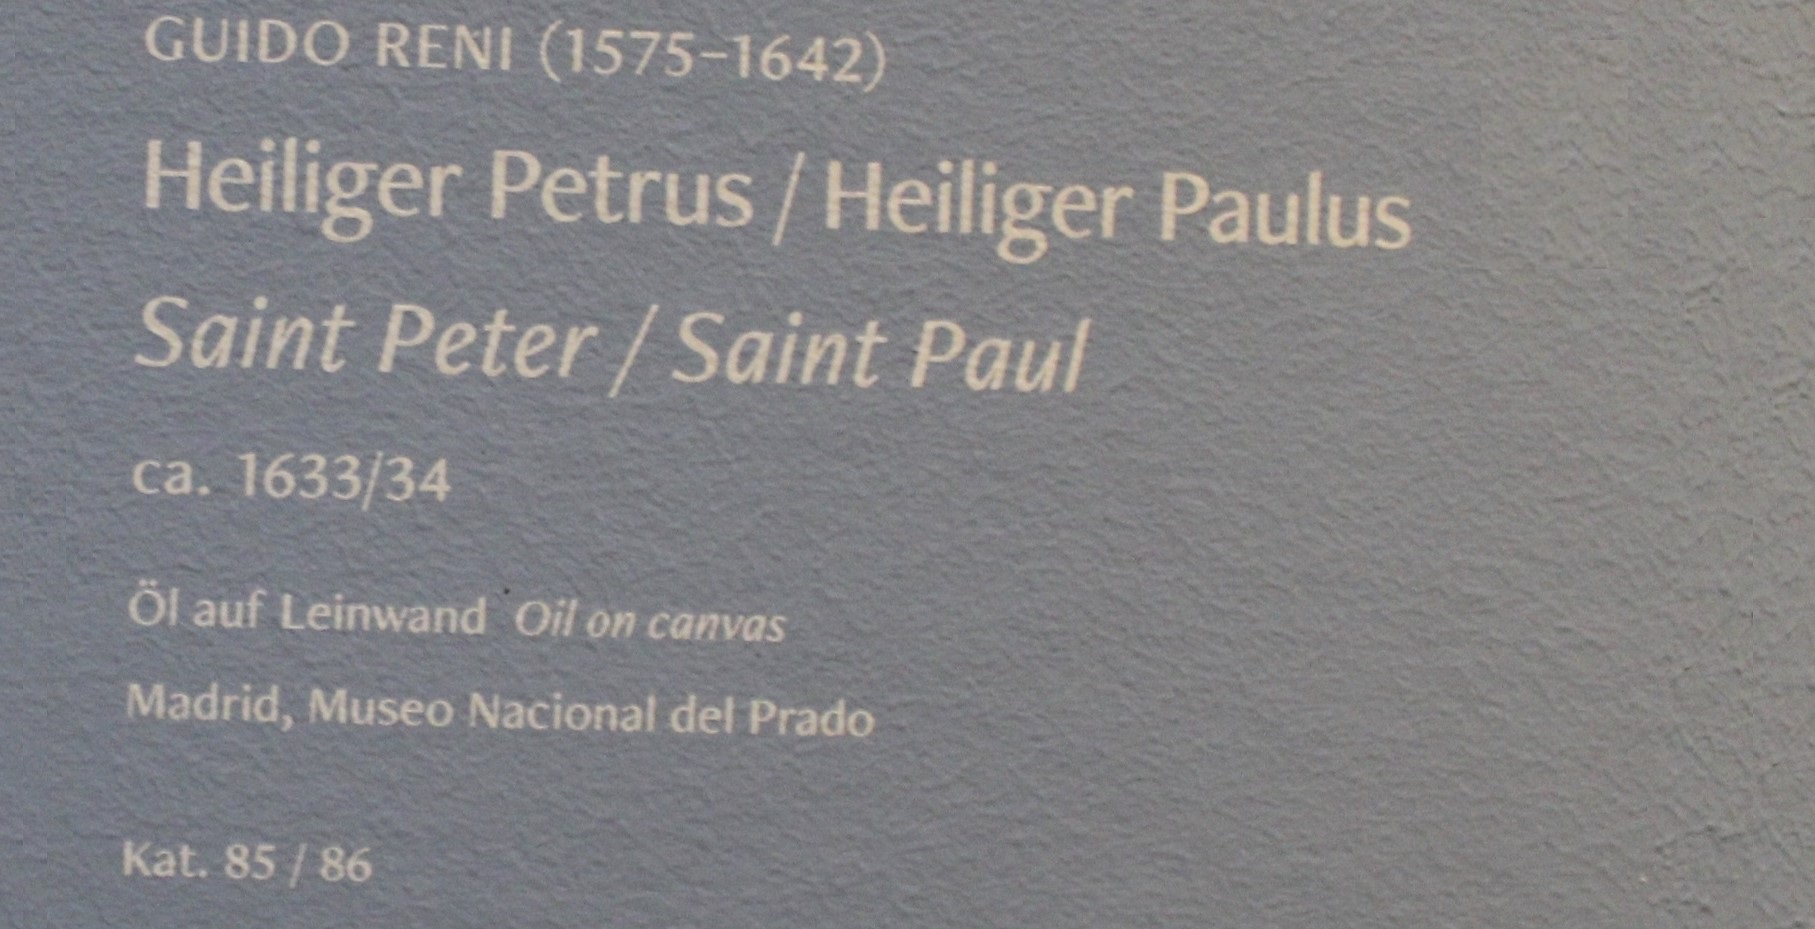 GUIDO RENI (1575–1642)
Heiliger Petrus / Heiliger Paulus
Saint Peter / Saint Paul
ca. 1633/34
Öl auf Leinwand Oil on canvas
Madrid, Museo Nacional del Prado
Kat. 85 / 86